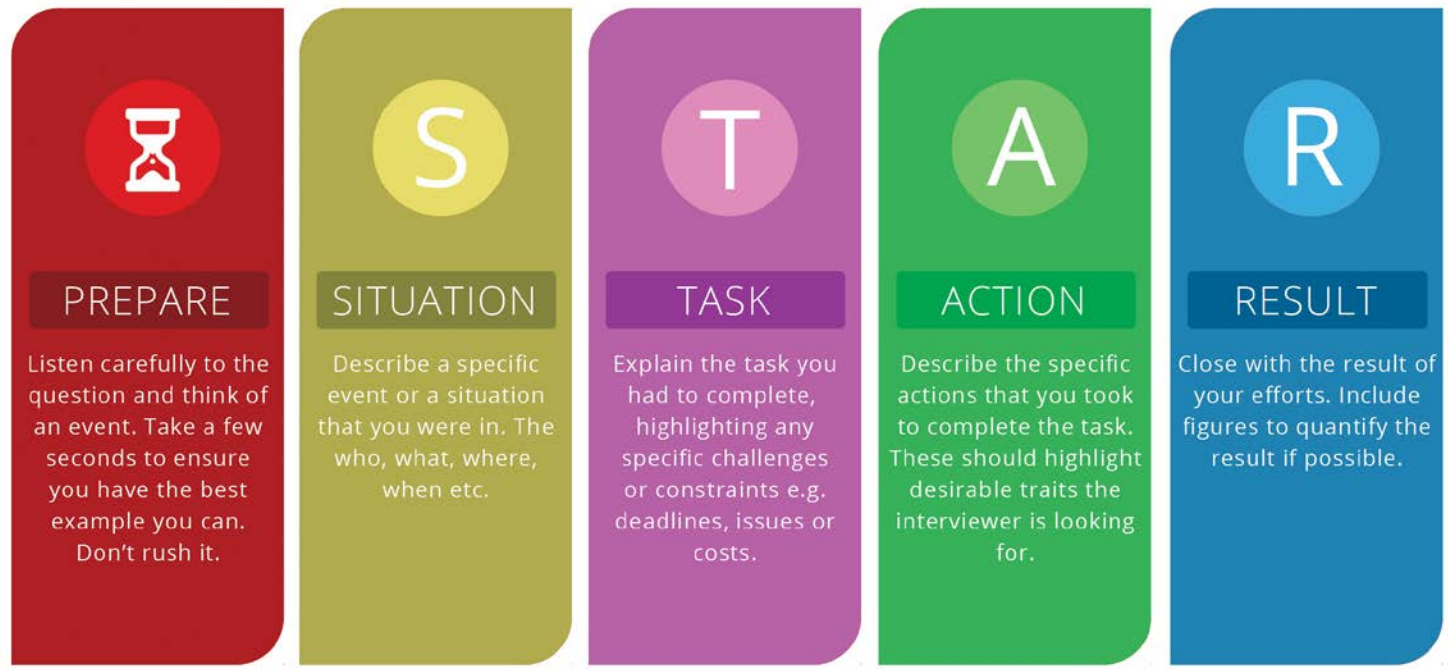 S
T
A
R
PREPARE
Listen carefully to the
question and think of
an event. Take a few
seconds to ensure
you have the best
example you can.
Don’t rush it.
SITUATION
Describe a specific
event or a situation
that you were in. The
who, what, where,
when etc.
TASK
Explain the task you
had to complete,
highlighting any
specific challenges
or constraints e.g.
deadlines, issues or
costs.
ACTION
Describe the specific
actions that you took
to complete the task.
These should highlight
desirable traits the
interviewer is looking
for.
RESULT
Close with the result of
your efforts. Include
figures to quantify the
result if possible.